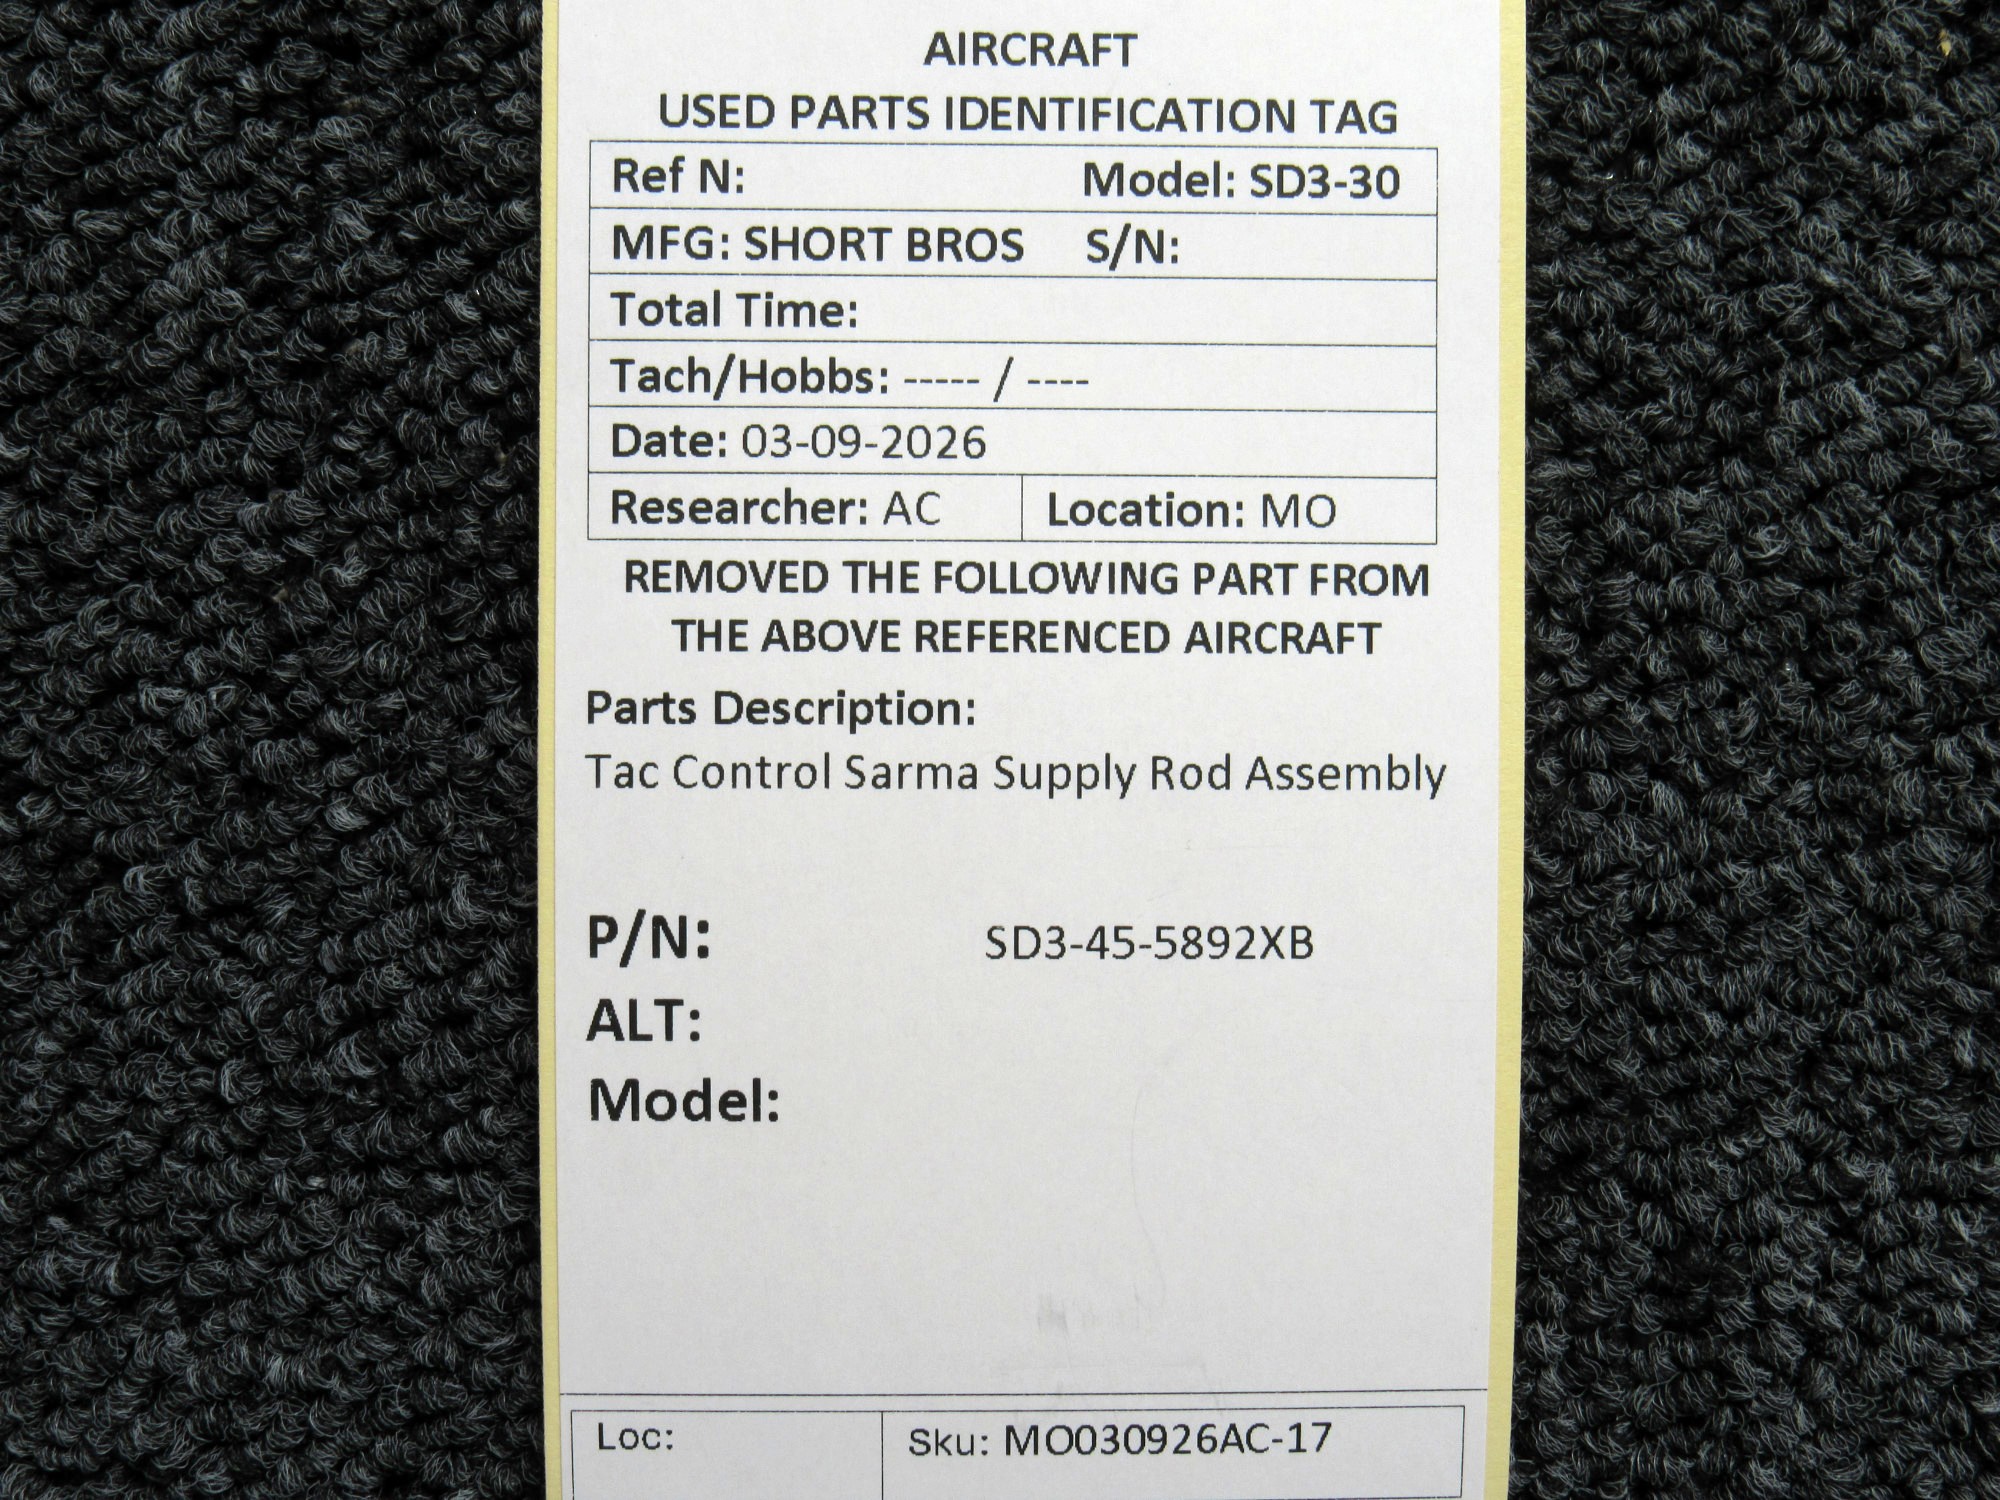 AIRCRAFT
USED PARTS IDENTIFICATION TAG
Ref N: Model: SD3-30
MFG: SHORT BROS S/N:
Total Time:
Tach/Hobbs: ----- / ----
Date: 03-09-2026
Researcher: AC Location: MO
REMOVED THE FOLLOWING PART FROM
THE ABOVE REFERENCED AIRCRAFT
Parts Description:
Tac Control Sarma Supply Rod Assembly
P/N: SD3-45-5892XB
ALT:
Model:
Loc: Sku: MO030926AC-17